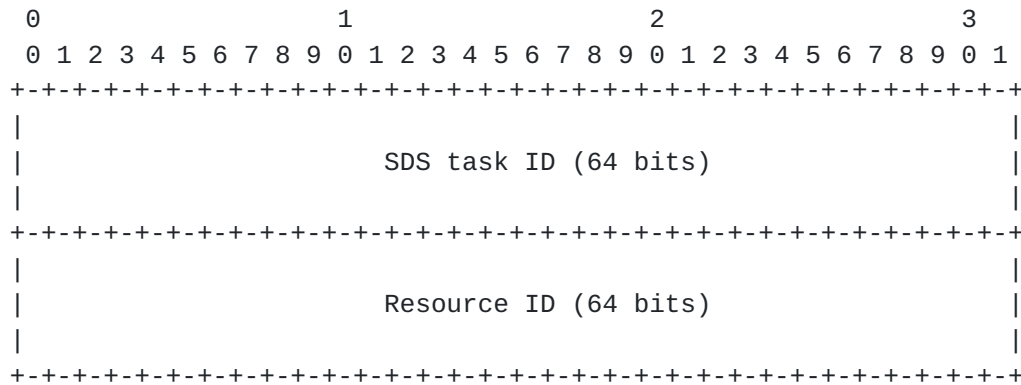 0                   1                   2                   3
 0 1 2 3 4 5 6 7 8 9 0 1 2 3 4 5 6 7 8 9 0 1 2 3 4 5 6 7 8 9 0 1
+-+-+-+-+-+-+-+-+-+-+-+-+-+-+-+-+-+-+-+-+-+-+-+-+-+-+-+-+-+-+-+-+
|                                                               |
|                       SDS task ID (64 bits)                   |
|                                                               |
+-+-+-+-+-+-+-+-+-+-+-+-+-+-+-+-+-+-+-+-+-+-+-+-+-+-+-+-+-+-+-+-+
|                                                               |
|                       Resource ID (64 bits)                   |
|                                                               |
+-+-+-+-+-+-+-+-+-+-+-+-+-+-+-+-+-+-+-+-+-+-+-+-+-+-+-+-+-+-+-+-+